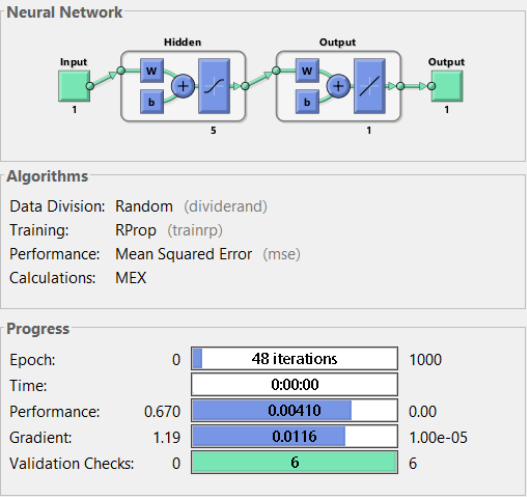 Neural Network
Hidden Output
Input Output
W W
+ +
b b
1 1
5 1
Algorithms
Data Division: Random (dividerand)
Training: RProp (trainrp)
Performance: Mean Squared Error (mse)
Calculations: MEX
Progress
Epoch: 0 48 iterations 1000
Time: 0:00:00
Performance: 0.670 0.00410 0.00
Gradient: 1.19 0.0116 1.00e-05
Validation Checks: 0 6 6